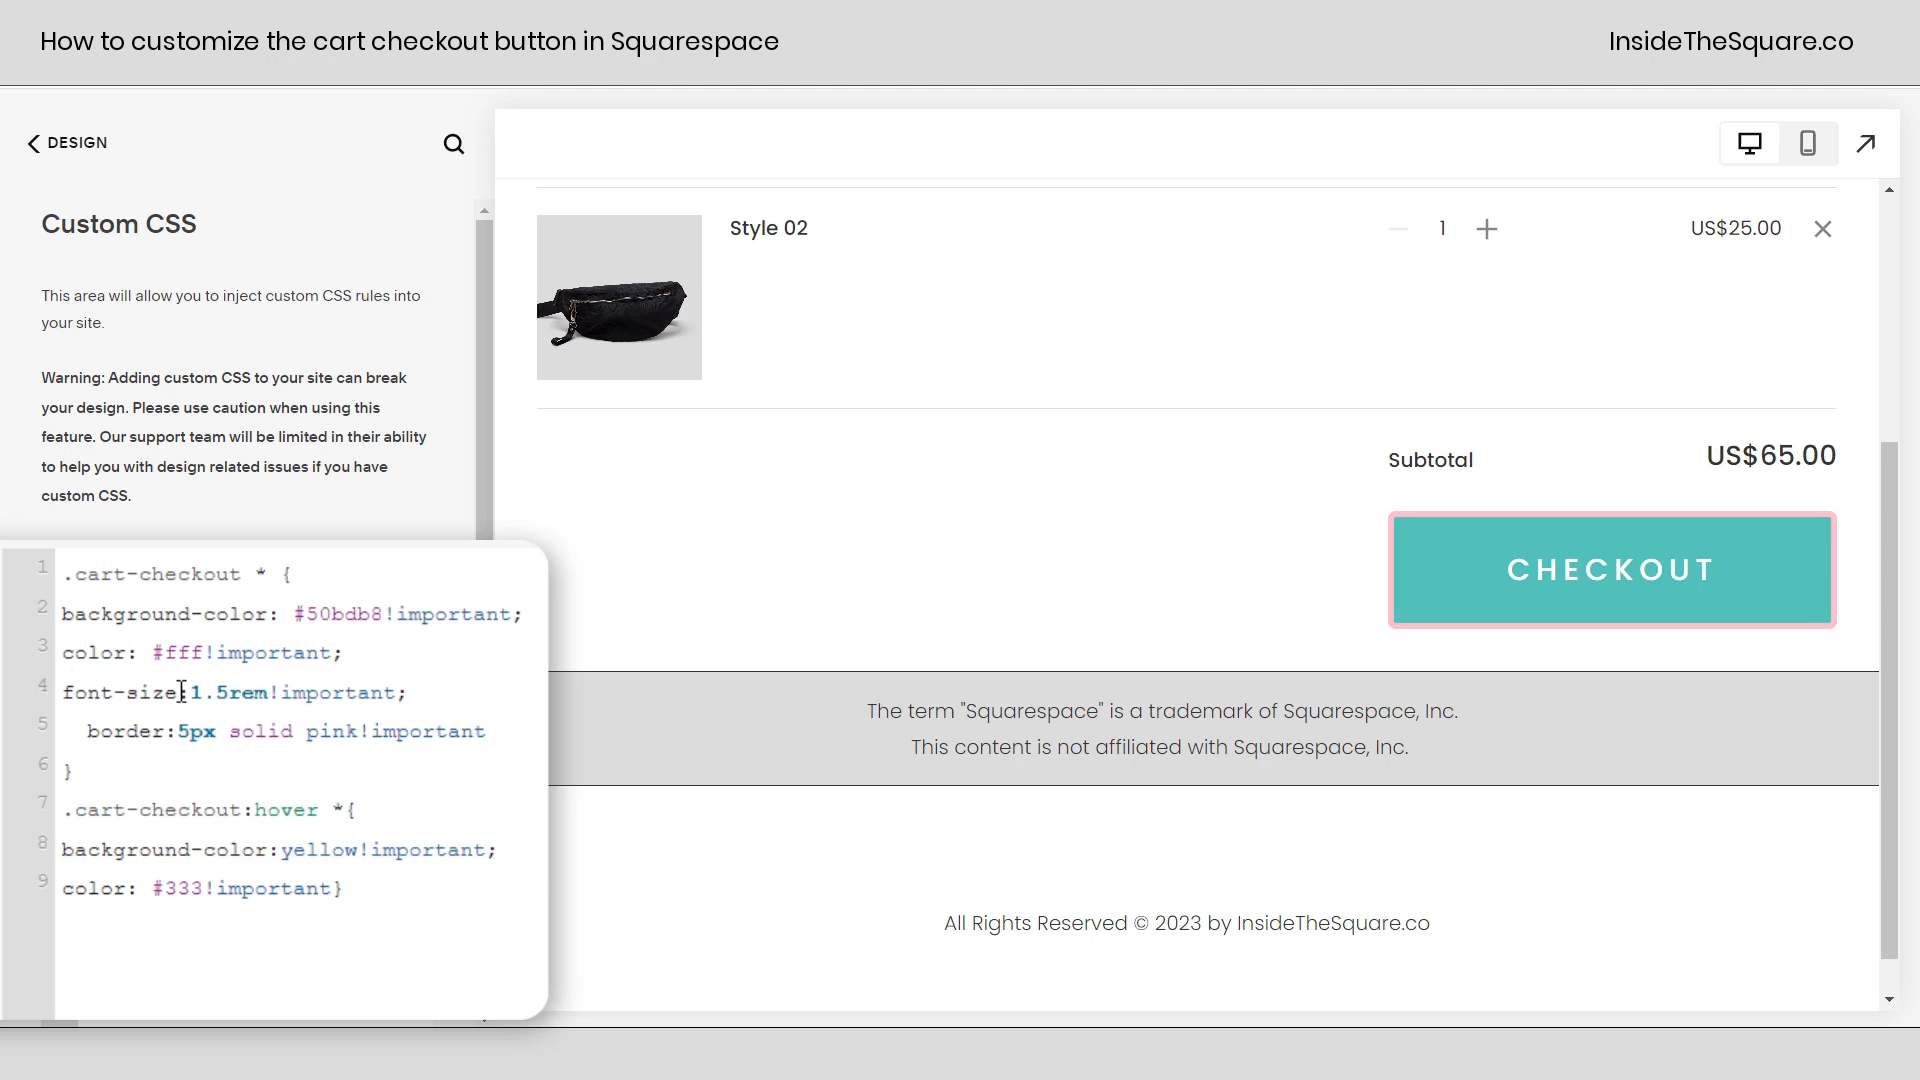 How to customize the cart checkout button in Squarespace
InsideTheSquare.co
DESIGN
Custom CSS
This area will allow you to inject custom CSS rules into
your site.
Warning: Adding custom CSS to your site can break
your design. Please use caution when using this
feature. Our support team will be limited in their ability
to help you with design related issues if you have
custom CSS.
1 .cart-checkout * {
2 background-color: #50bdb8!important;
3 color: #fff!important;
4 font-size:1.5rem!important;
5 border:5px solid pink!important
6 }
7 .cart-checkout:hover *{
8 background-color:yellow!important;
9 color: #333!important}
Style 02
1
US$25.00
Subtotal
US$65.00
CHECKOUT
The term "Squarespace" is a trademark of Squarespace, Inc.
This content is not affiliated with Squarespace, Inc.
All Rights Reserved © 2023 by InsideTheSquare.co